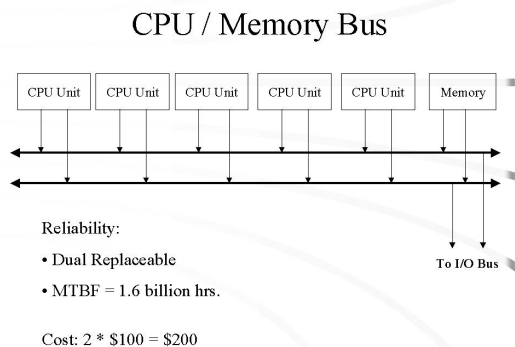 CPU / Memory Bus
CPU Unit CPU Unit CPU Unit CPU Unit CPU Unit Memory
To I/O Bus
Reliability:
• Dual Replaceable
• MTBF = 1.6 billion hrs.
Cost: 2 * $100 = $200